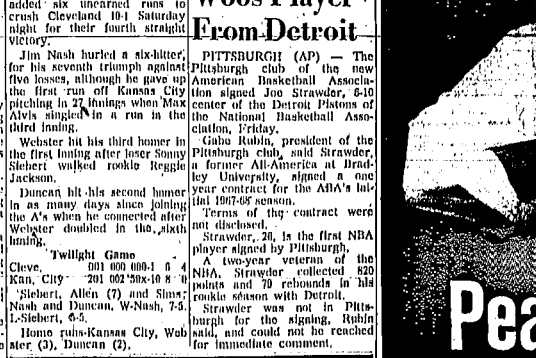 added six unearned runs to
crush Cleveland 10-1 Saturday
night for their fourth straight
victory.
Jim Nash hurled a six-hitter
for his seventh triumph against
five losses, although he gave up
the first run off Kansas City
pitching in 27 innings when Max
Alvis singled in a run in the
third inning.
Webster hit his third homer in
the first inning after loser Sonny
Siebert walked rookie Reggie
Jackson.
Duncan hit his second homer
in as many days since joining
the A's when he connected after
Webster doubled in the sixth
inning.
Twilight Game
Cleve. 001 000 000-1 6 4
Kan. City 201 002 50x-10 8 0
Siebert, Allen (7) and Sims;
Nash and Duncan. W-Nash, 7-5.
L-Siebert, 6-5.
Home runs-Kansas City, Web
ster (3), Duncan (2).
Woos Player
From Detroit
PITTSBURGH (AP) — The
Pittsburgh club of the new
American Basketball Associa-
tion signed Joe Strawder, 6-10
center of the Detroit Pistons of
the National Basketball Asso-
ciation, Friday.
Gabe Rubin, president of the
Pittsburgh club, said Strawder,
a former All-America at Brad-
ley University, signed a one
year contract for the ABA's ini-
tial 1967-68 season.
Terms of the contract were
not disclosed.
Strawder, 26, is the first NBA
player signed by Pittsburgh.
A two-year veteran of the
NBA, Strawder collected 820
points and 79 rebounds in his
rookie season with Detroit.
Strawder was not in Pitts-
burgh for the signing, Rubin
said, and could not be reached
for immediate comment.
Pea